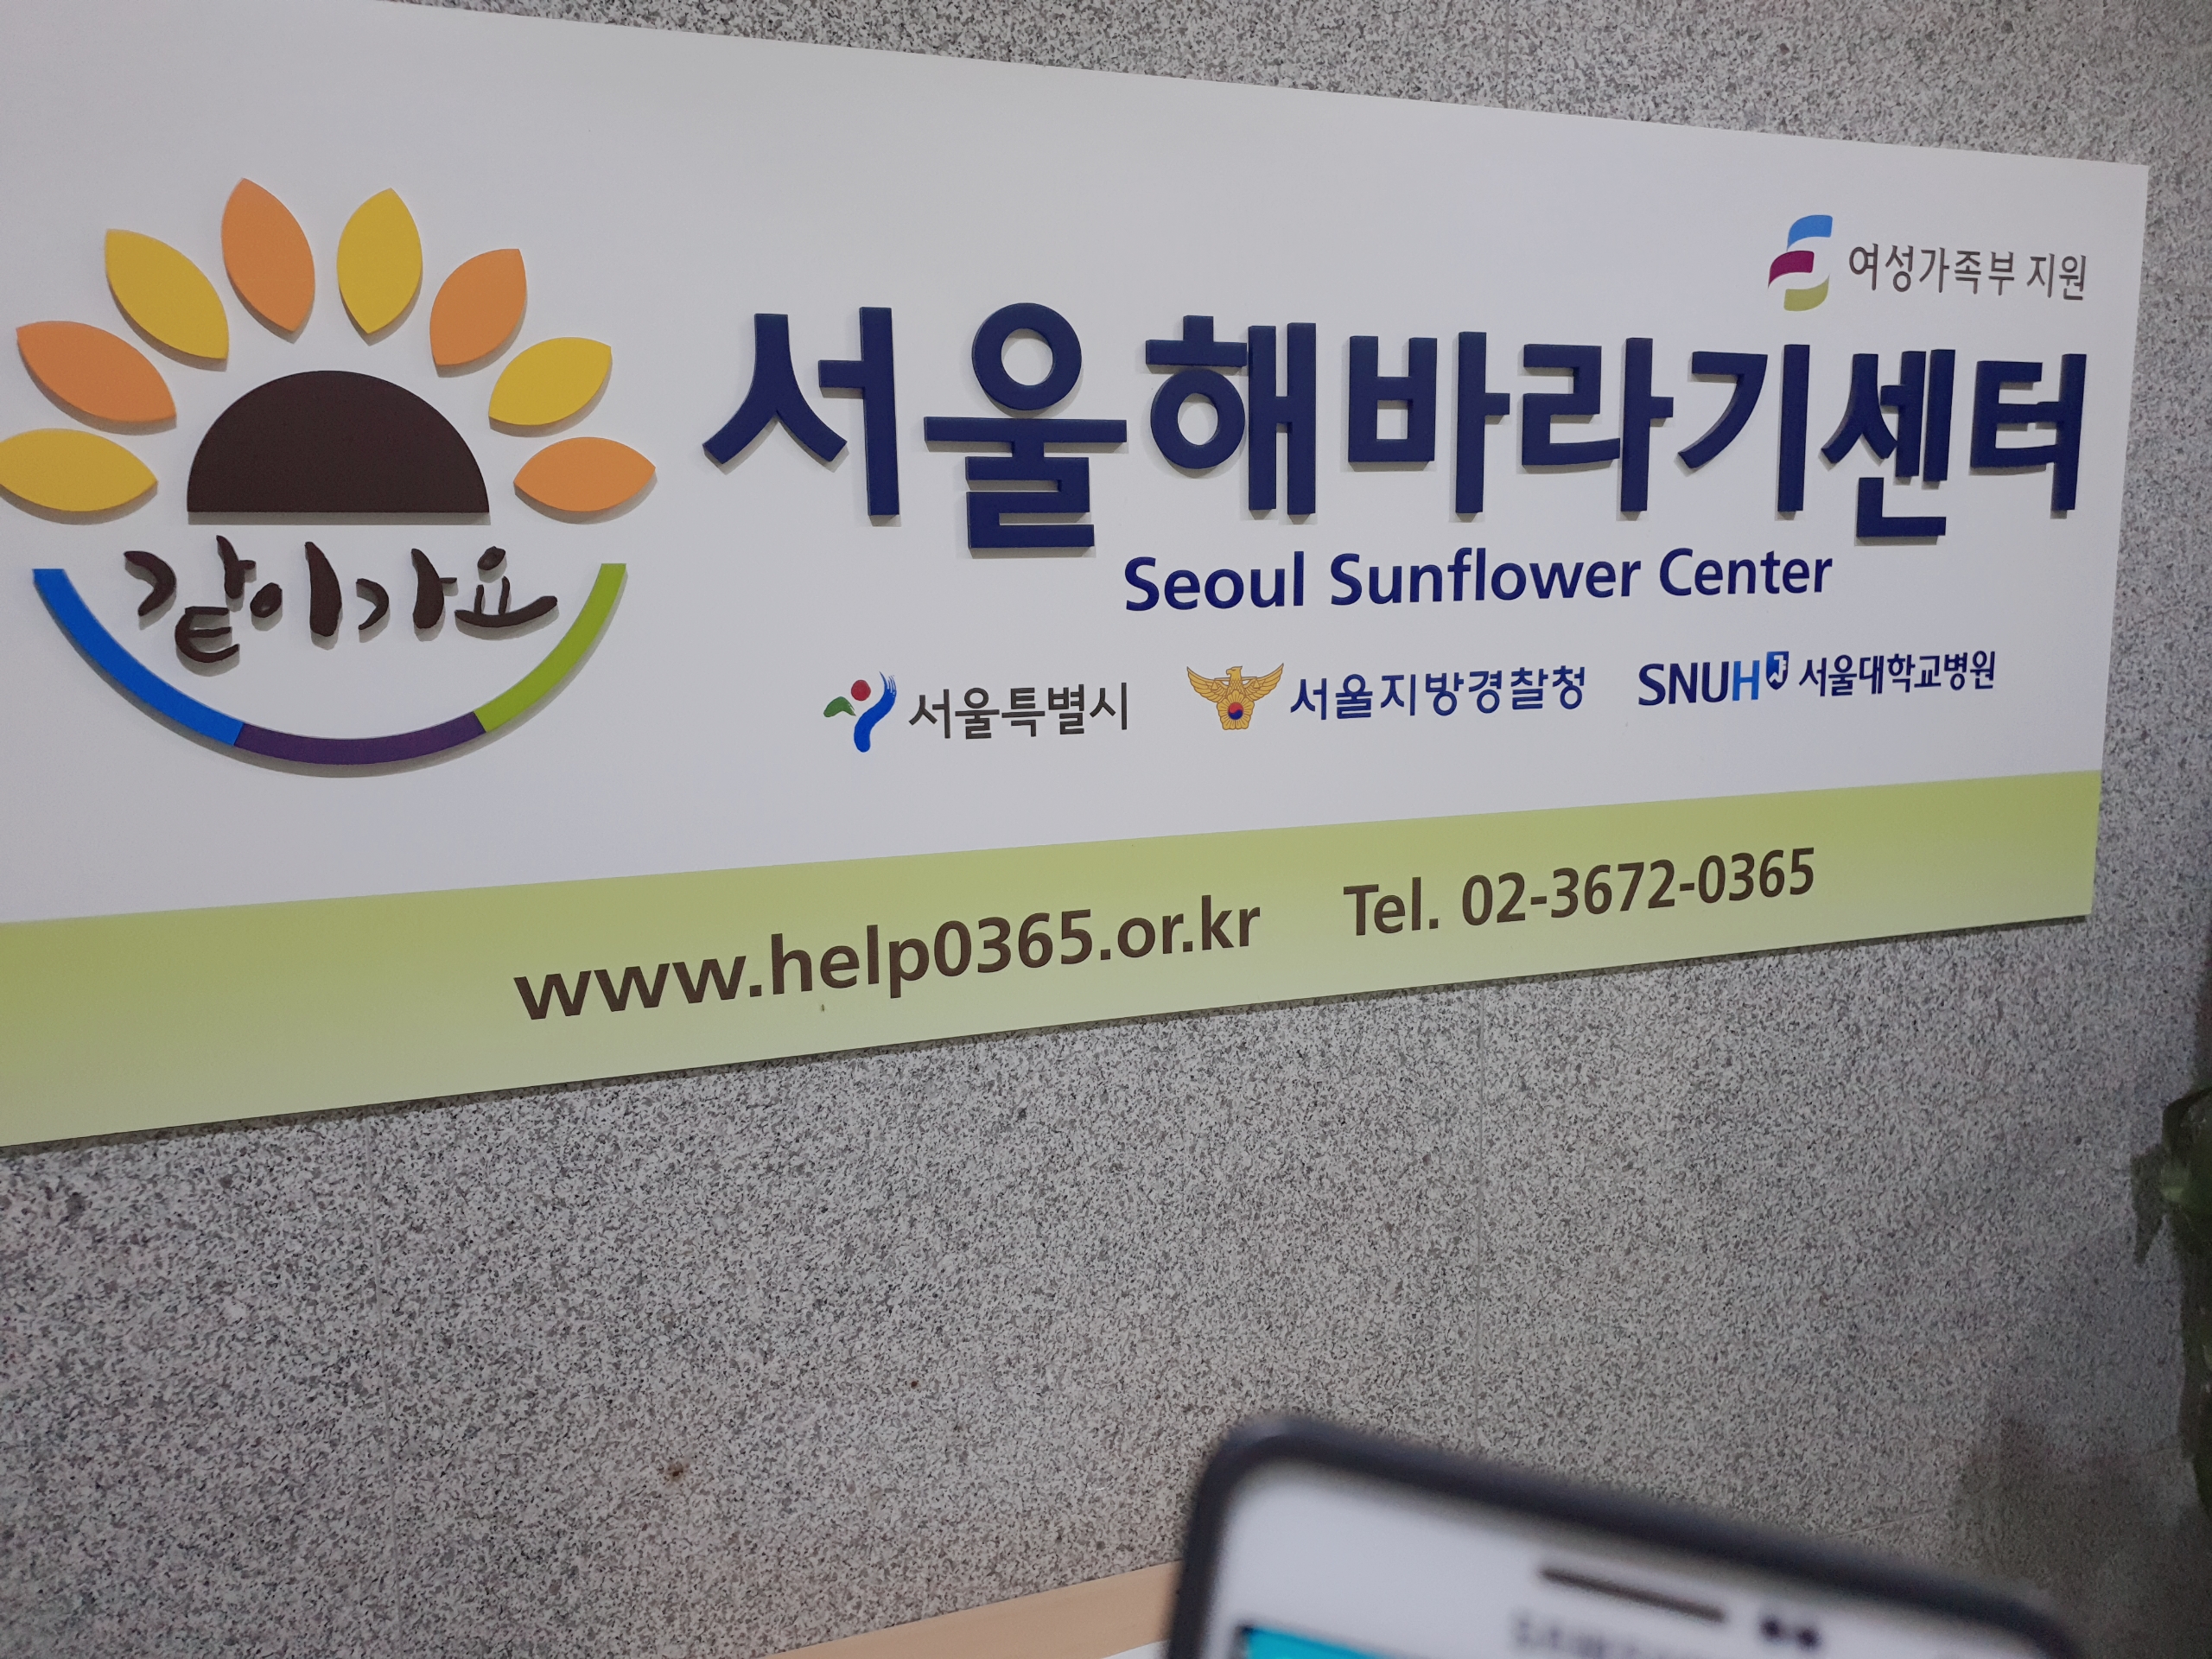 여성가족부 지원
서울해바라기센터
Seoul Sunflower Center
같이가요
서울특별시 서울지방경찰청 SNUH 서울대학교병원
www.help0365.or.kr Tel. 02-3672-0365
SAMSUNG